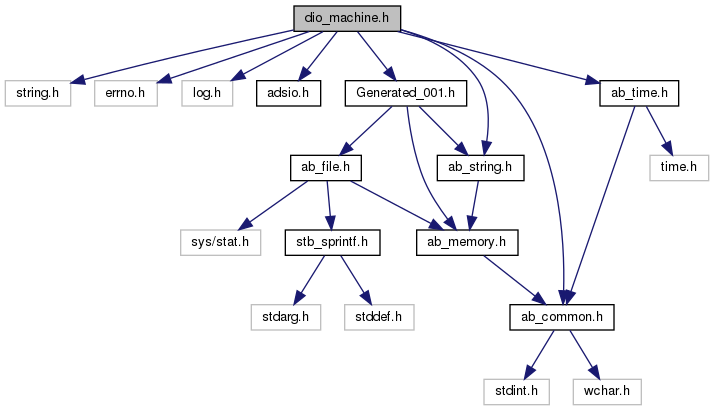 dio_machine.h
string.h
errno.h
log.h
adsio.h
Generated_001.h
ab_time.h
ab_file.h
ab_string.h
time.h
sys/stat.h
stb_sprintf.h
ab_memory.h
stdarg.h
stddef.h
ab_common.h
stdint.h
wchar.h